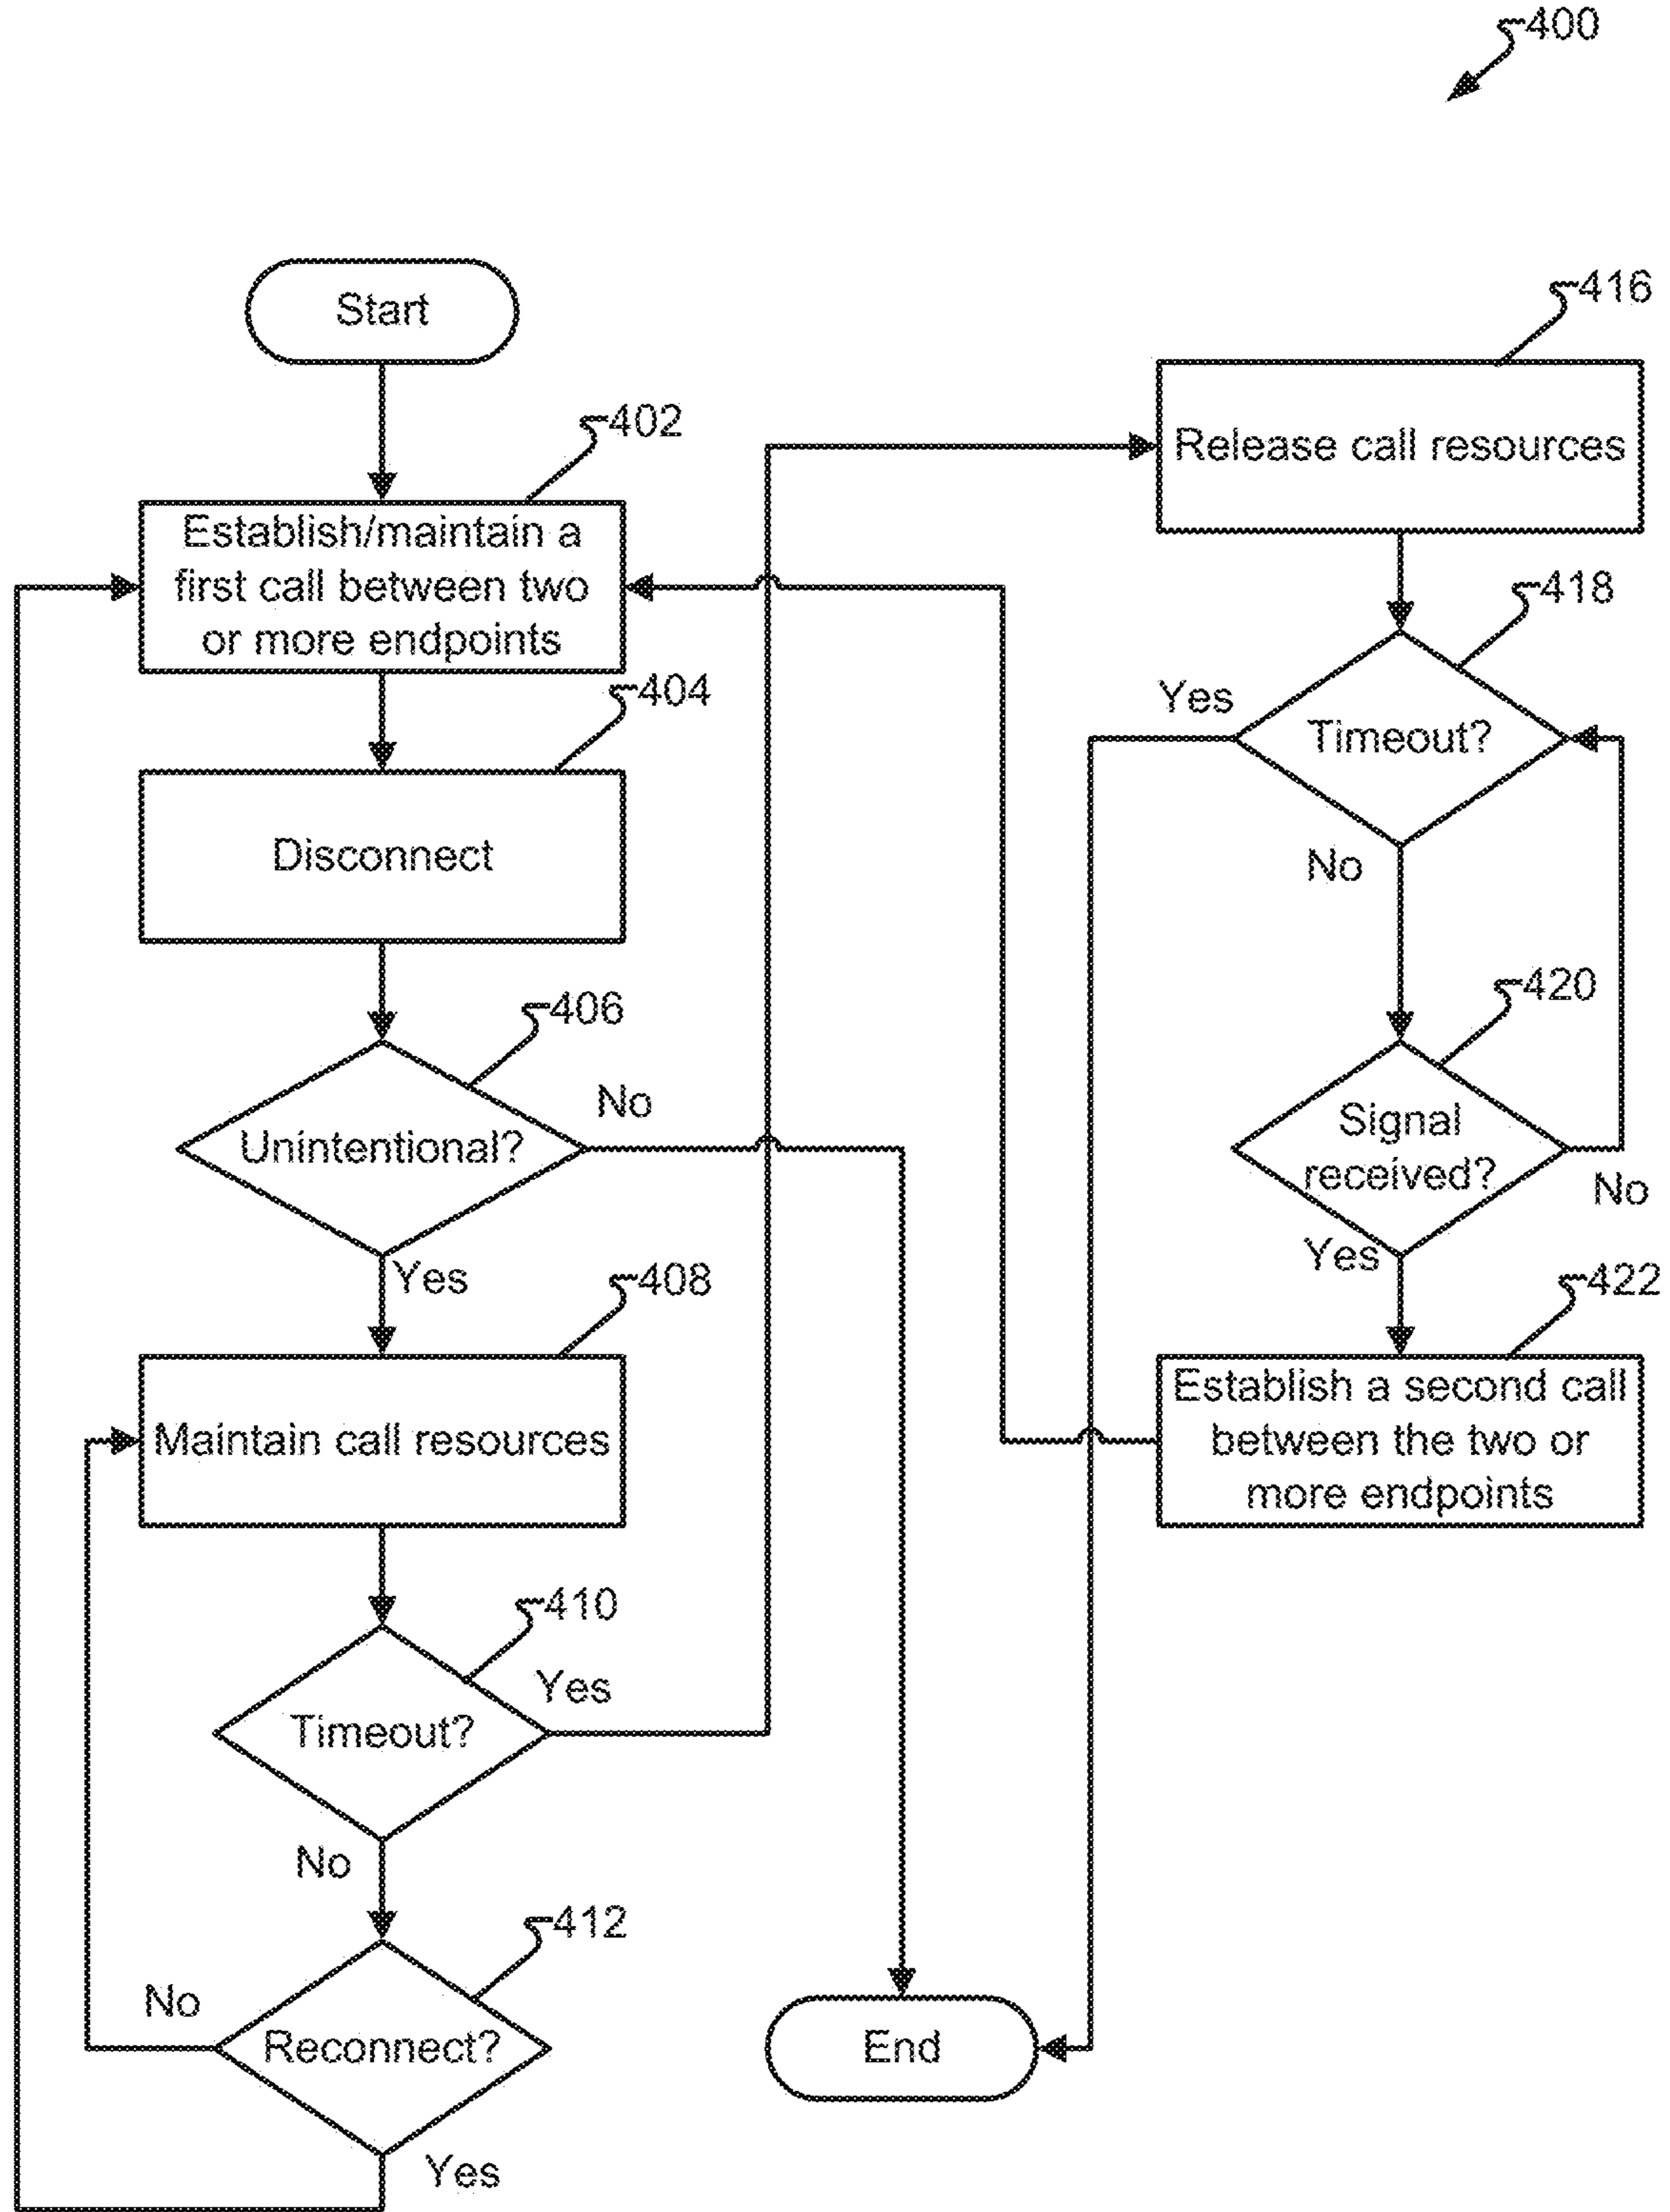 400
Start
402
Establish/maintain a
first call between two
or more endpoints
404
Disconnect
406
Unintentional?
No
Yes
408
Maintain call resources
410
Timeout?
Yes
No
412
Reconnect?
No
Yes
End
416
Release call resources
418
Timeout?
Yes
No
420
Signal
received?
No
Yes
422
Establish a second call
between the two or
more endpoints